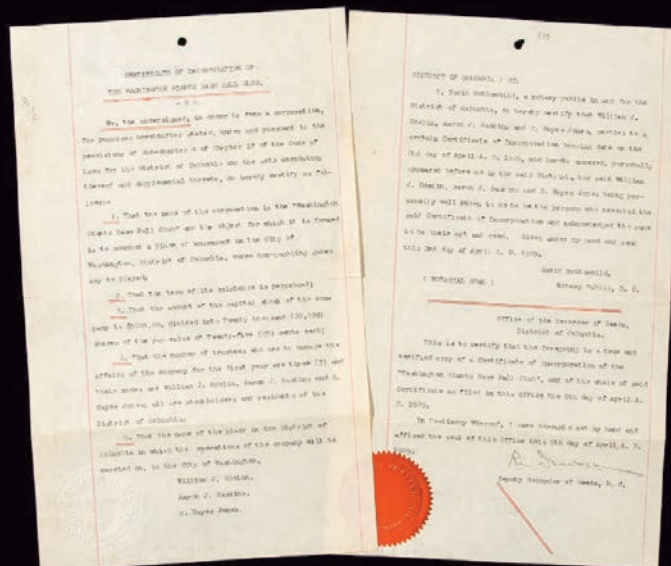 CERTIFICATE OF INCORPORATION OF
THE WASHINGTON GIANTS BASE BALL CLUB.
We, the undersigned, in order to form a corporation,
for purposes hereinafter stated, under and pursuant to the
provisions of Sub-chapter 4 of Chapter 18 of the Code of
Laws for the District of Columbia and the acts amendatory
thereof and supplemental thereto, do hereby certify as fol-
lows:
1. That the name of the corporation is the "Washington
Giants Base Ball Club" and the object for which it is formed
is to conduct a place of amusement in the City of
Washington, District of Columbia, where games
may be played;
2. That the term of its existence is perpetual;
3. That the amount of the capital stock of the com-
pany is $5000.00, divided into Twenty thousand (20,000)
shares of the par value of Twenty-five (25) cents each;
4. That the number of trustees who are to manage the
affairs of the company for the first year are three (3) and
their names are William J. Aaron J. and
Hayes Jones; all are stockholders and residents of the
District of Columbia.
5. That the name of the place in the District of
Columbia in which the operations of the company will be
carried on, is the City of Washington,
William J.
Aaron J.
Hayes Jones.
(2)
DISTRICT OF COLUMBIA : SS.
I, David Rothschild, a notary public in and for the
District of Columbia, do hereby certify that William J.
Aaron J. and Hayes Jones, parties to a
certain Certificate of Incorporation bearing date on the
day of April A. D. 1909, and hereto annexed, personally
appeared before me in the said District, the said William
J. Aaron J. and Hayes Jones being per-
sonally well known to me to be the persons who executed the
said Certificate of Incorporation and acknowledged the same
to be their act and deed. Given under my hand and seal
this day of April A. D. 1909.
David Rothschild,
( NOTARIAL SEAL ) Notary Public, D. C.
Office of the Recorder of Deeds,
District of Columbia.
This is to certify that the foregoing is a true and
verified copy of a Certificate of Incorporation of the
"Washington Giants Base Ball Club", and of the whole of said
Certificate as filed in this Office the 5th day of April A.
D. 1909.
In Testimony Whereof, I have hereunto set my hand and
affixed the seal of this Office this 5th day of April, A. D.
1909.
Deputy Recorder of Deeds, D. C.